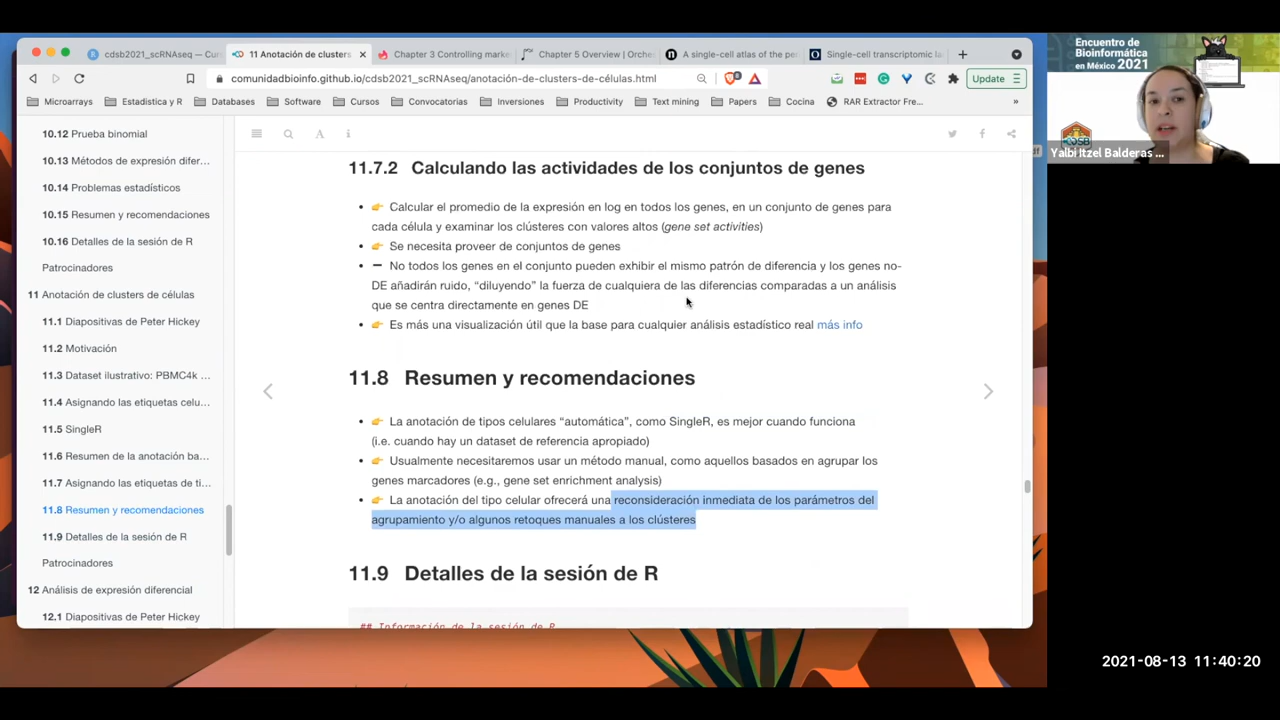 cdsb2021_scRNAseq — Curs
11 Anotación de clusters
Chapter 3 Controlling marke
Chapter 5 Overview | Orche
A single-cell atlas of the pe
Single-cell transcriptomic la
comunidadbioinfo.github.io/cdsb2021_scRNAseq/anotación-de-clusters-de-células.html
Update
Microarrays
Estadistica y R
Databases
Software
Cursos
Convocatorias
Inversiones
Productivity
Text mining
Papers
Cocina
RAR Extractor Fre...
»
10.12 Prueba binomial
10.13 Métodos de expresión difer...
10.14 Problemas estadísticos
10.15 Resumen y recomendaciones
10.16 Detalles de la sesión de R
Patrocinadores
11 Anotación de clusters de células
11.1 Diapositivas de Peter Hickey
11.2 Motivación
11.3 Dataset ilustrativo: PBMC4k ...
11.4 Asignando las etiquetas celu...
11.5 SingleR
11.6 Resumen de la anotación ba...
11.7 Asignando las etiquetas de ti...
11.8 Resumen y recomendaciones
11.9 Detalles de la sesión de R
Patrocinadores
12 Análisis de expresión diferencial
12.1 Diapositivas de Peter Hickey
11.7.2 Calculando las actividades de los conjuntos de genes
Calcular el promedio de la expresión en log en todos los genes, en un conjunto de genes para
cada célula y examinar los clústeres con valores altos (gene set activities)
Se necesita proveer de conjuntos de genes
No todos los genes en el conjunto pueden exhibir el mismo patrón de diferencia y los genes no-
DE añadirán ruido, “diluyendo” la fuerza de cualquiera de las diferencias comparadas a un análisis
que se centra directamente en genes DE
Es más una visualización útil que la base para cualquier análisis estadístico real más info
11.8 Resumen y recomendaciones
La anotación de tipos celulares “automática”, como SingleR, es mejor cuando funciona
(i.e. cuando hay un dataset de referencia apropiado)
Usualmente necesitaremos usar un método manual, como aquellos basados en agrupar los
genes marcadores (e.g., gene set enrichment analysis)
La anotación del tipo celular ofrecerá una reconsideración inmediata de los parámetros del
agrupamiento y/o algunos retoques manuales a los clústeres
11.9 Detalles de la sesión de R
## Información de la sesión de R
Encuentro de
Bioinformática
en México 2021
Yalbi Itzel Balderas ...
2021-08-13 11:40:20